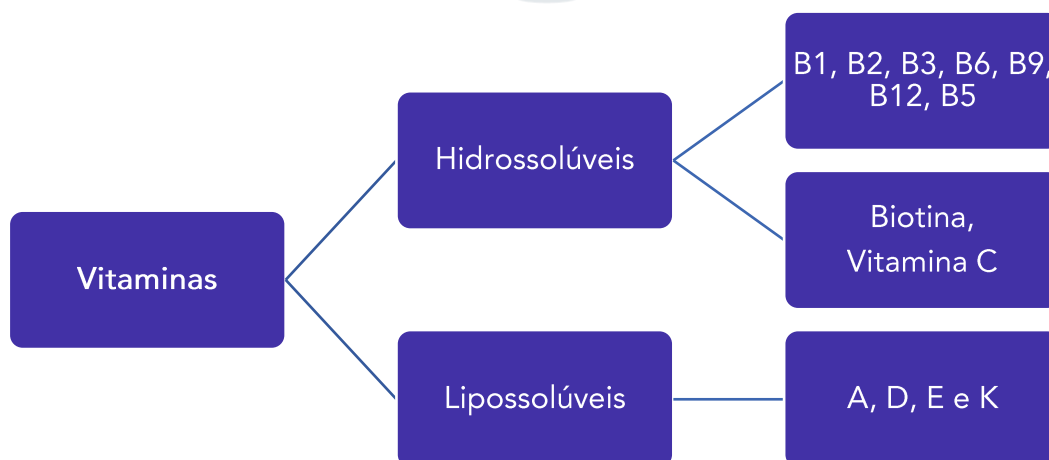 Vitaminas
Hidrossolúveis
B1, B2, B3, B6, B9,
B12, B5
Biotina,
Vitamina C
Lipossolúveis
A, D, E e K